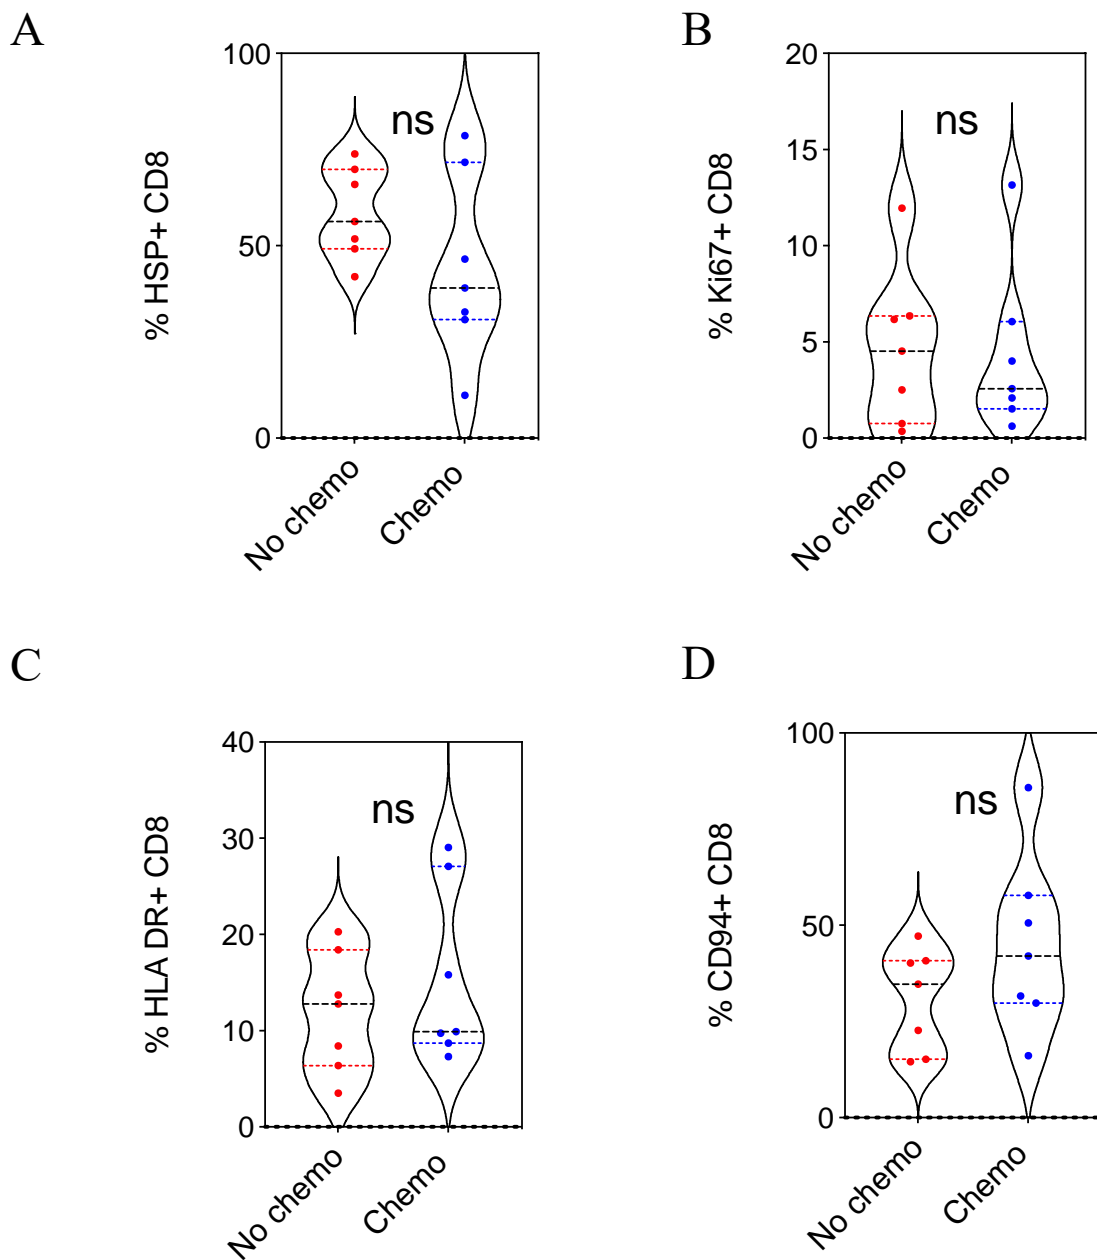 A
B
% HSP+ CD8
100
50
0
ns
No chemo
Chemo
% Ki67+ CD8
20
15
10
5
0
ns
No chemo
Chemo
C
D
% HLA DR+ CD8
40
30
20
10
0
ns
No chemo
Chemo
% CD94+ CD8
100
50
0
ns
No chemo
Chemo